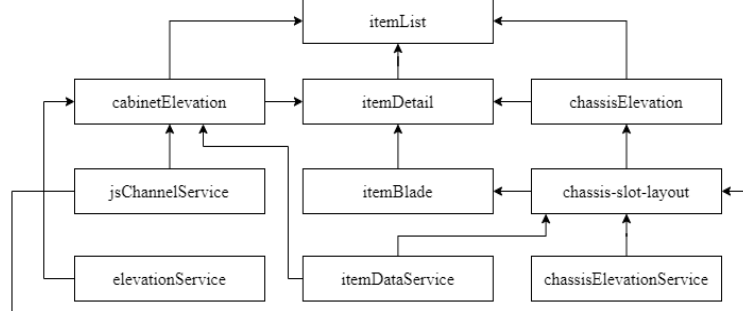 itemList
cabinetElevation
itemDetail
chassisElevation
jsChannelService
itemBlade
chassis-slot-layout
elevationService
itemDataService
chassisElevationService